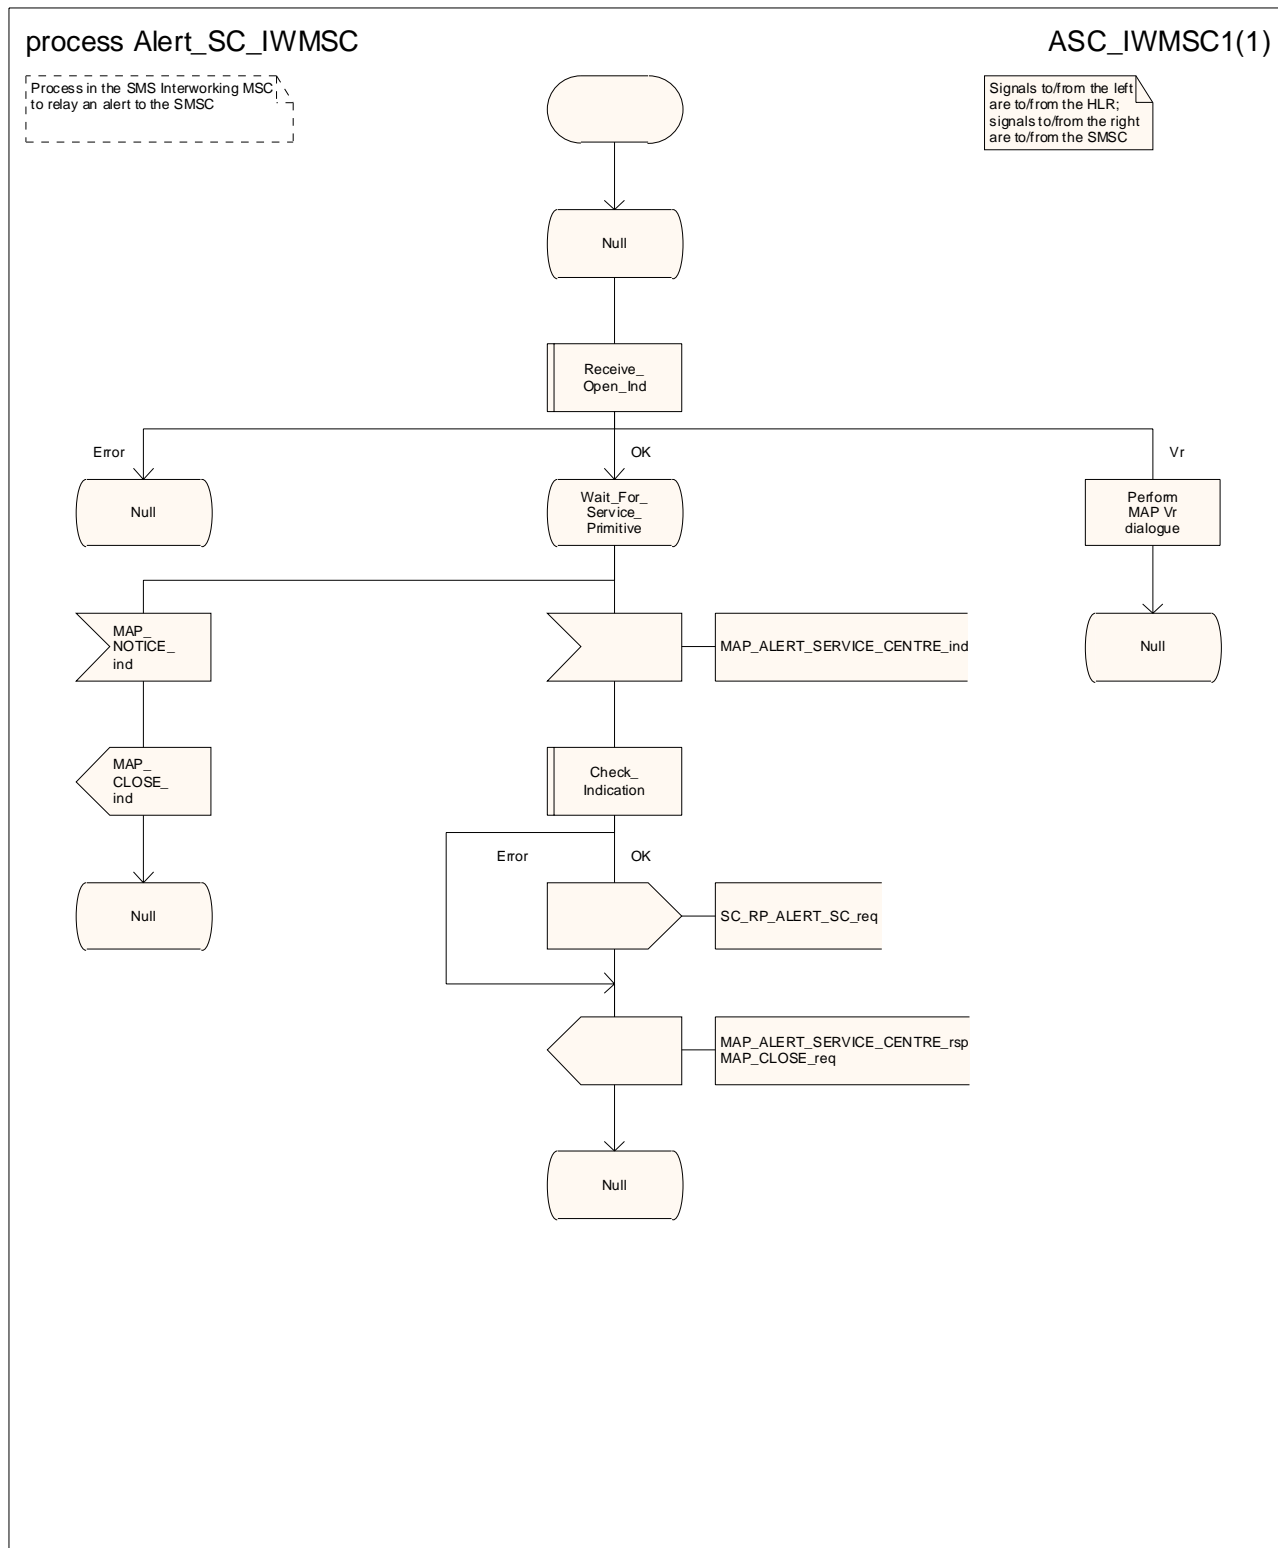 process Alert_SC_IWMSC
ASC_IWMSC1(1)
Process in the SMS Interworking MSC
to relay an alert to the SMSC
Signals to/from the left
are to/from the HLR;
signals to/from the right
are to/from the SMSC
Null
Receive_
Open_Ind
Error
OK
Vr
Null
Wait_For_
Service_
Primitive
Perform
MAP Vr
dialogue
MAP_
NOTICE_
ind
MAP_ALERT_SERVICE_CENTRE_ind
Null
MAP_
CLOSE_
ind
Check_
Indication
Error
OK
Null
SC_RP_ALERT_SC_req
MAP_ALERT_SERVICE_CENTRE_rsp
MAP_CLOSE_req
Null